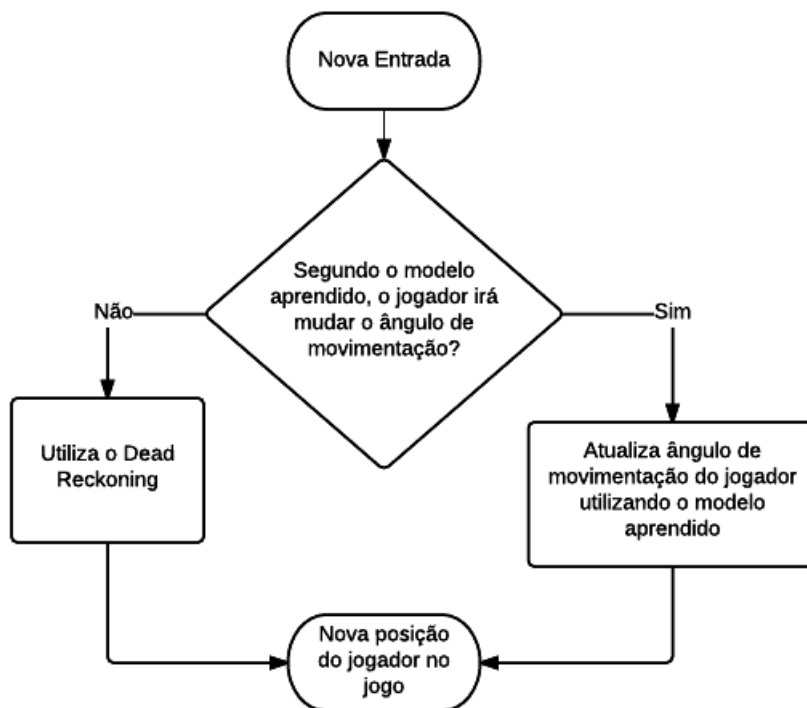 Nova Entrada
Segundo o modelo
aprendido, o jogador irá
mudar o ângulo de
movimentação?
Não
Sim
Utiliza o Dead
Reckoning
Atualiza ângulo de
movimentação do jogador
utilizando o modelo
aprendido
Nova posição
do jogador no
jogo